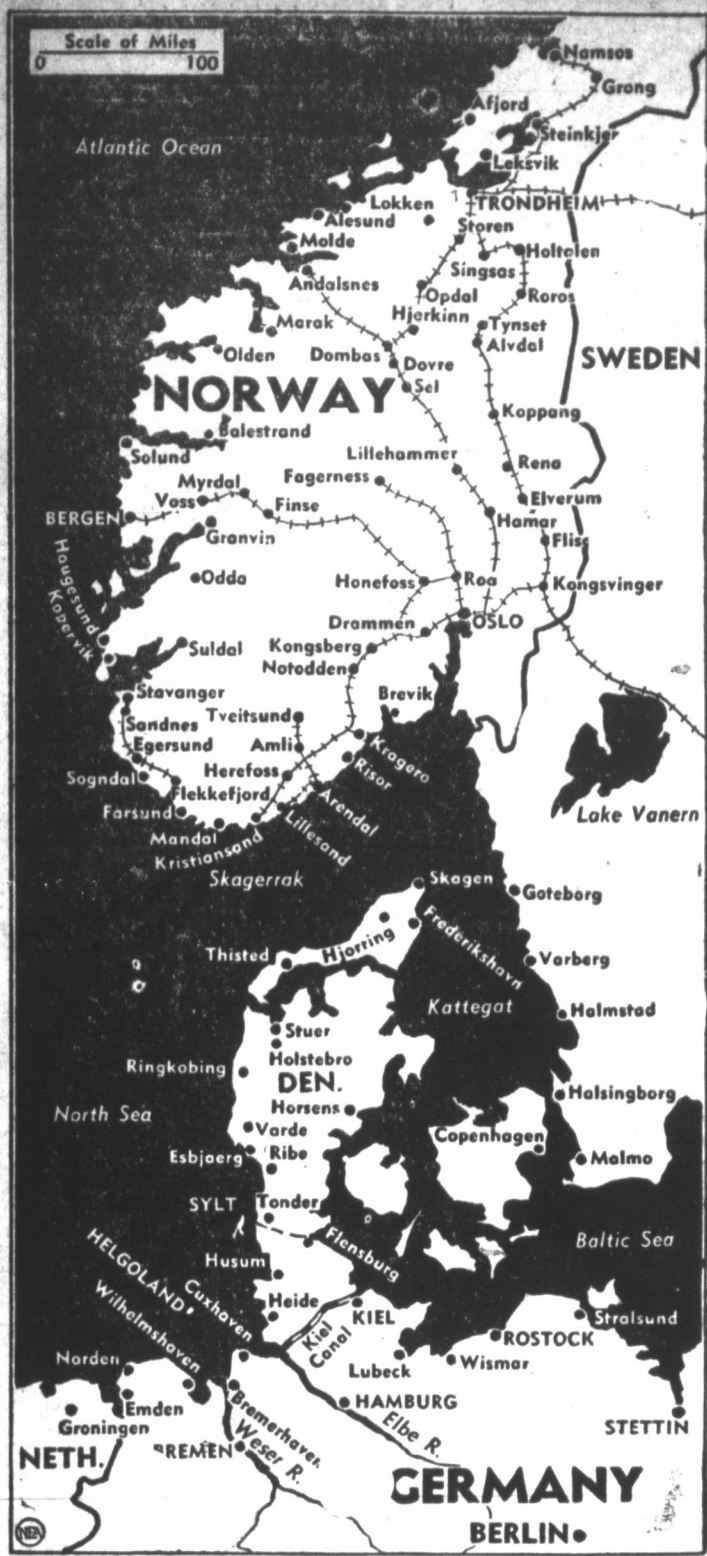 Scale of Miles
0 100
Namsos
Grong
Afjord
Steinkjer
Atlantic Ocean
Leksvik
Lokken
TRONDHEIM
Alesund
Storen
Molde
Holtolen
Singsas
Andalsnes
Opdal
Roros
Hjerkinn
Marak
Tynset
Alvdal
Olden
Dombas
Dovre
SWEDEN
Sel
NORWAY
Koppang
Balestrand
Solund
Lillehammer
Rena
Myrdal
Fagerness
Voss
Finse
Elverum
BERGEN
Hamar
Granvin
Flisc
Odda
Honefoss
Roa
Kongsvinger
Haugesund
Kopervik
Drammen
OSLO
Suldal
Kongsberg
Notodden
Stavanger
Brevik
Sandnes
Tveitsund
Egersund
Amli
Kragero
Sogndal
Herefoss
Risor
Flekkefjord
Arendal
Farsund
Lillesand
Mandal
Kristiansand
Lake Vanern
Skagerrak
Skagen
Goteborg
Frederikshavn
Hjorring
Thisted
Varberg
Kattegat
Halmstad
Stuer
Holstebro
Ringkobing
DEN.
Halsingborg
North Sea
Horsens
Varde
Copenhagen
Esbjaerg
Ribe
Malmo
SYLT
Tonder
Baltic Sea
Flensburg
HELGOLAND
Husum
Cuxhaven
Wilhelmshaven
Heide
KIEL
Kiel
Canal
Stralsund
ROSTOCK
Norden
Lubeck
Wismar
Emden
HAMBURG
Groningen
Bremerhaven
Elbe R.
STETTIN
NETH.
BREMEN
Weser R.
GERMANY
NEA
BERLIN